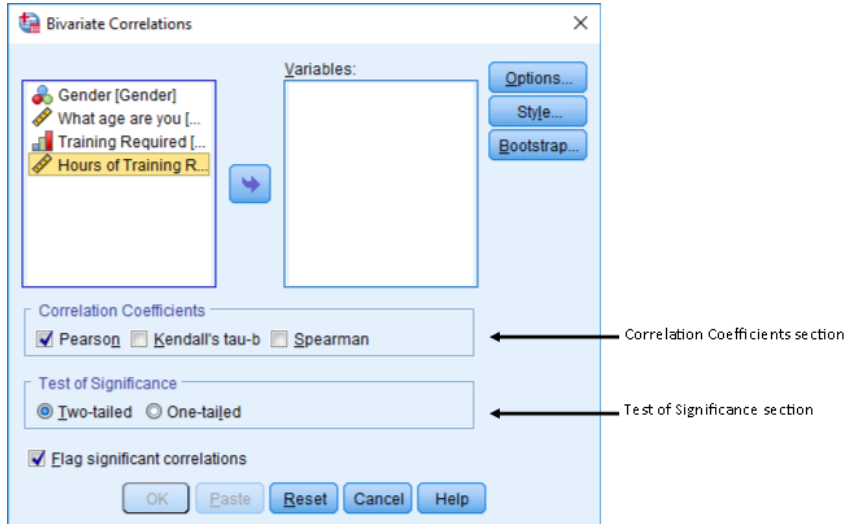 Bivariate Correlations
Variables:
Gender [Gender]
What age are you [...
Training Required [...
Hours of Training R...
Options...
Style...
Bootstrap...
Correlation Coefficients
Pearson Kendall's tau-b Spearman
Correlation Coefficients section
Test of Significance
Two-tailed One-tailed
Test of Significance section
Flag significant correlations
OK Paste Reset Cancel Help